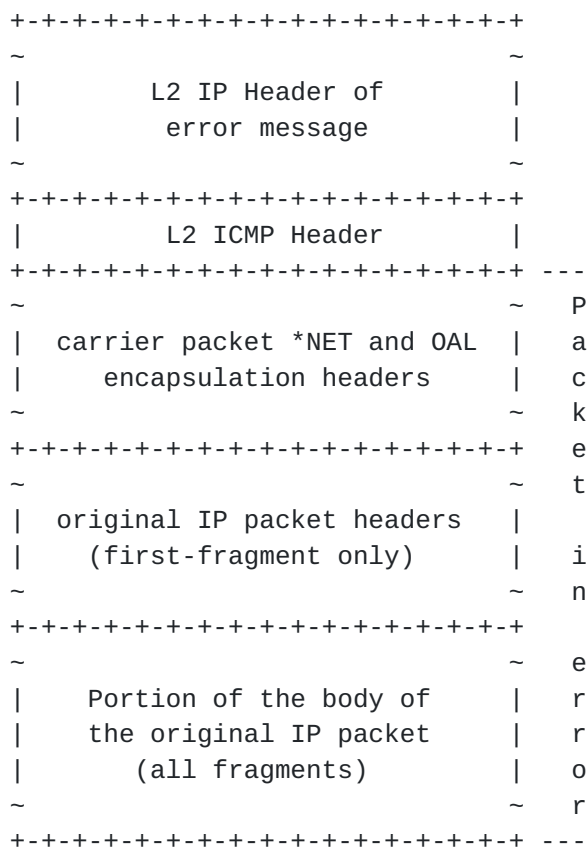 +-+-+-+-+-+-+-+-+-+-+-+-+-+-+-+-+
~                               ~
|        L2 IP Header of        |
|         error message         |
~                               ~
+-+-+-+-+-+-+-+-+-+-+-+-+-+-+-+-+
|         L2 ICMP Header        |
+-+-+-+-+-+-+-+-+-+-+-+-+-+-+-+-+ ---
~                               ~   P
|  carrier packet *NET and OAL  |   a
|     encapsulation headers     |   c
~                               ~   k
+-+-+-+-+-+-+-+-+-+-+-+-+-+-+-+-+   e
~                               ~   t
|  original IP packet headers   |
|    (first-fragment only)      |   i
~                               ~   n
+-+-+-+-+-+-+-+-+-+-+-+-+-+-+-+-+
~                               ~   e
|    Portion of the body of     |   r
|    the original IP packet     |   r
|       (all fragments)         |   o
~                               ~   r
+-+-+-+-+-+-+-+-+-+-+-+-+-+-+-+-+ ---